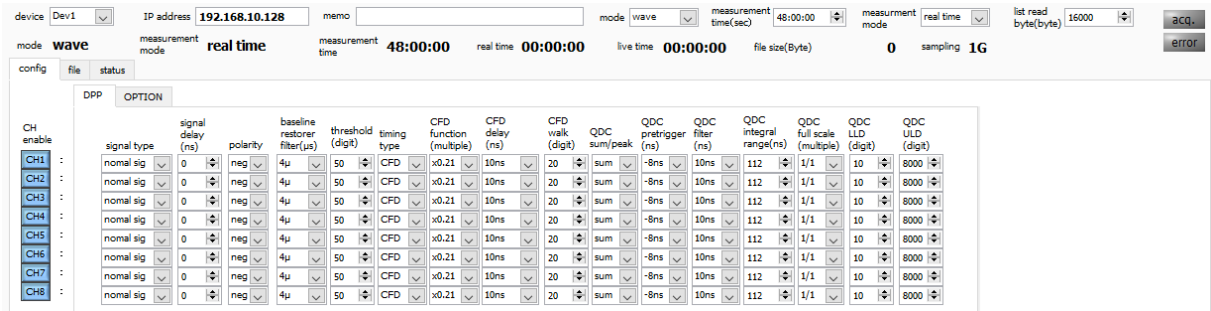 device Dev1 IP address 192.168.10.128 memo mode wave measurement time(sec) 48:00:00 measurment mode real time list read byte(byte) 16000 acq.
mode wave measurement mode real time measurement time 48:00:00 real time 00:00:00 live time 00:00:00 file size(Byte) 0 sampling 1G error
config file status
DPP OPTION
CH enable signal type signal delay (ns) polarity baseline restorer filter(μs) threshold (digit) timing type CFD function (multiple) CFD delay (ns) CFD walk (digit) QDC sum/peak QDC pretrigger (ns) QDC filter (ns) QDC integral range(ns) QDC full scale (multiple) QDC LLD (digit) QDC ULD (digit)
CH1 : nomal sig 0 neg 4μ 50 CFD x0.21 10ns 20 sum -8ns 10ns 112 1/1 10 8000
CH2 : nomal sig 0 neg 4μ 50 CFD x0.21 10ns 20 sum -8ns 10ns 112 1/1 10 8000
CH3 : nomal sig 0 neg 4μ 50 CFD x0.21 10ns 20 sum -8ns 10ns 112 1/1 10 8000
CH4 : nomal sig 0 neg 4μ 50 CFD x0.21 10ns 20 sum -8ns 10ns 112 1/1 10 8000
CH5 : nomal sig 0 neg 4μ 50 CFD x0.21 10ns 20 sum -8ns 10ns 112 1/1 10 8000
CH6 : nomal sig 0 neg 4μ 50 CFD x0.21 10ns 20 sum -8ns 10ns 112 1/1 10 8000
CH7 : nomal sig 0 neg 4μ 50 CFD x0.21 10ns 20 sum -8ns 10ns 112 1/1 10 8000
CH8 : nomal sig 0 neg 4μ 50 CFD x0.21 10ns 20 sum -8ns 10ns 112 1/1 10 8000